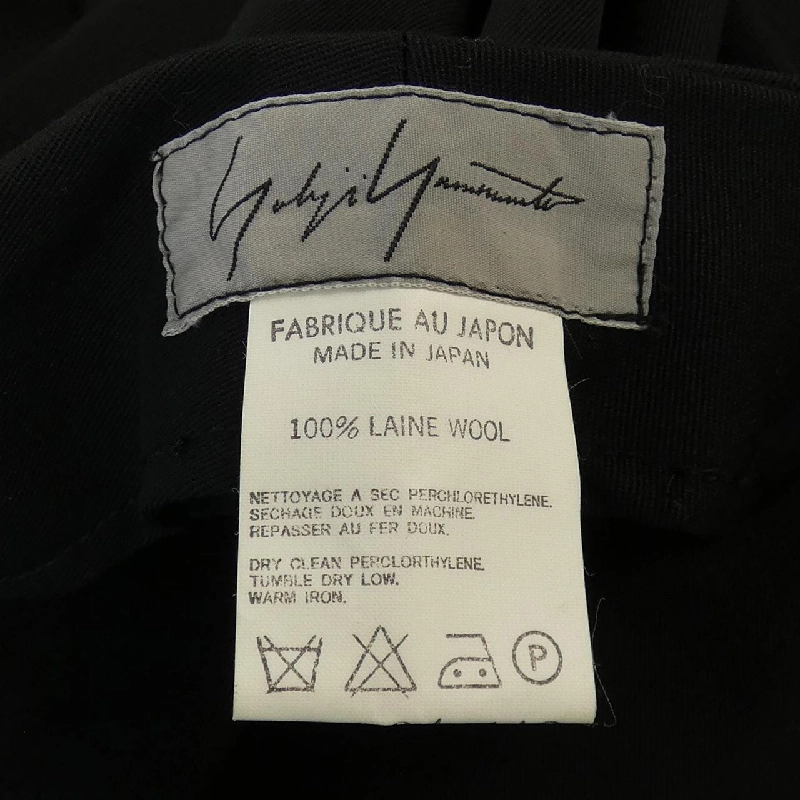 Yohji Yamamoto
FABRIQUE AU JAPON
MADE IN JAPAN
100% LAINE WOOL
NETTOYAGE A SEC PERCHLORETHYLENE.
SECHAGE DOUX EN MACHINE.
REPASSER AU FER DOUX.
DRY CLEAN PERCLORTHYLENE.
TUMBLE DRY LOW.
WARM IRON.
P